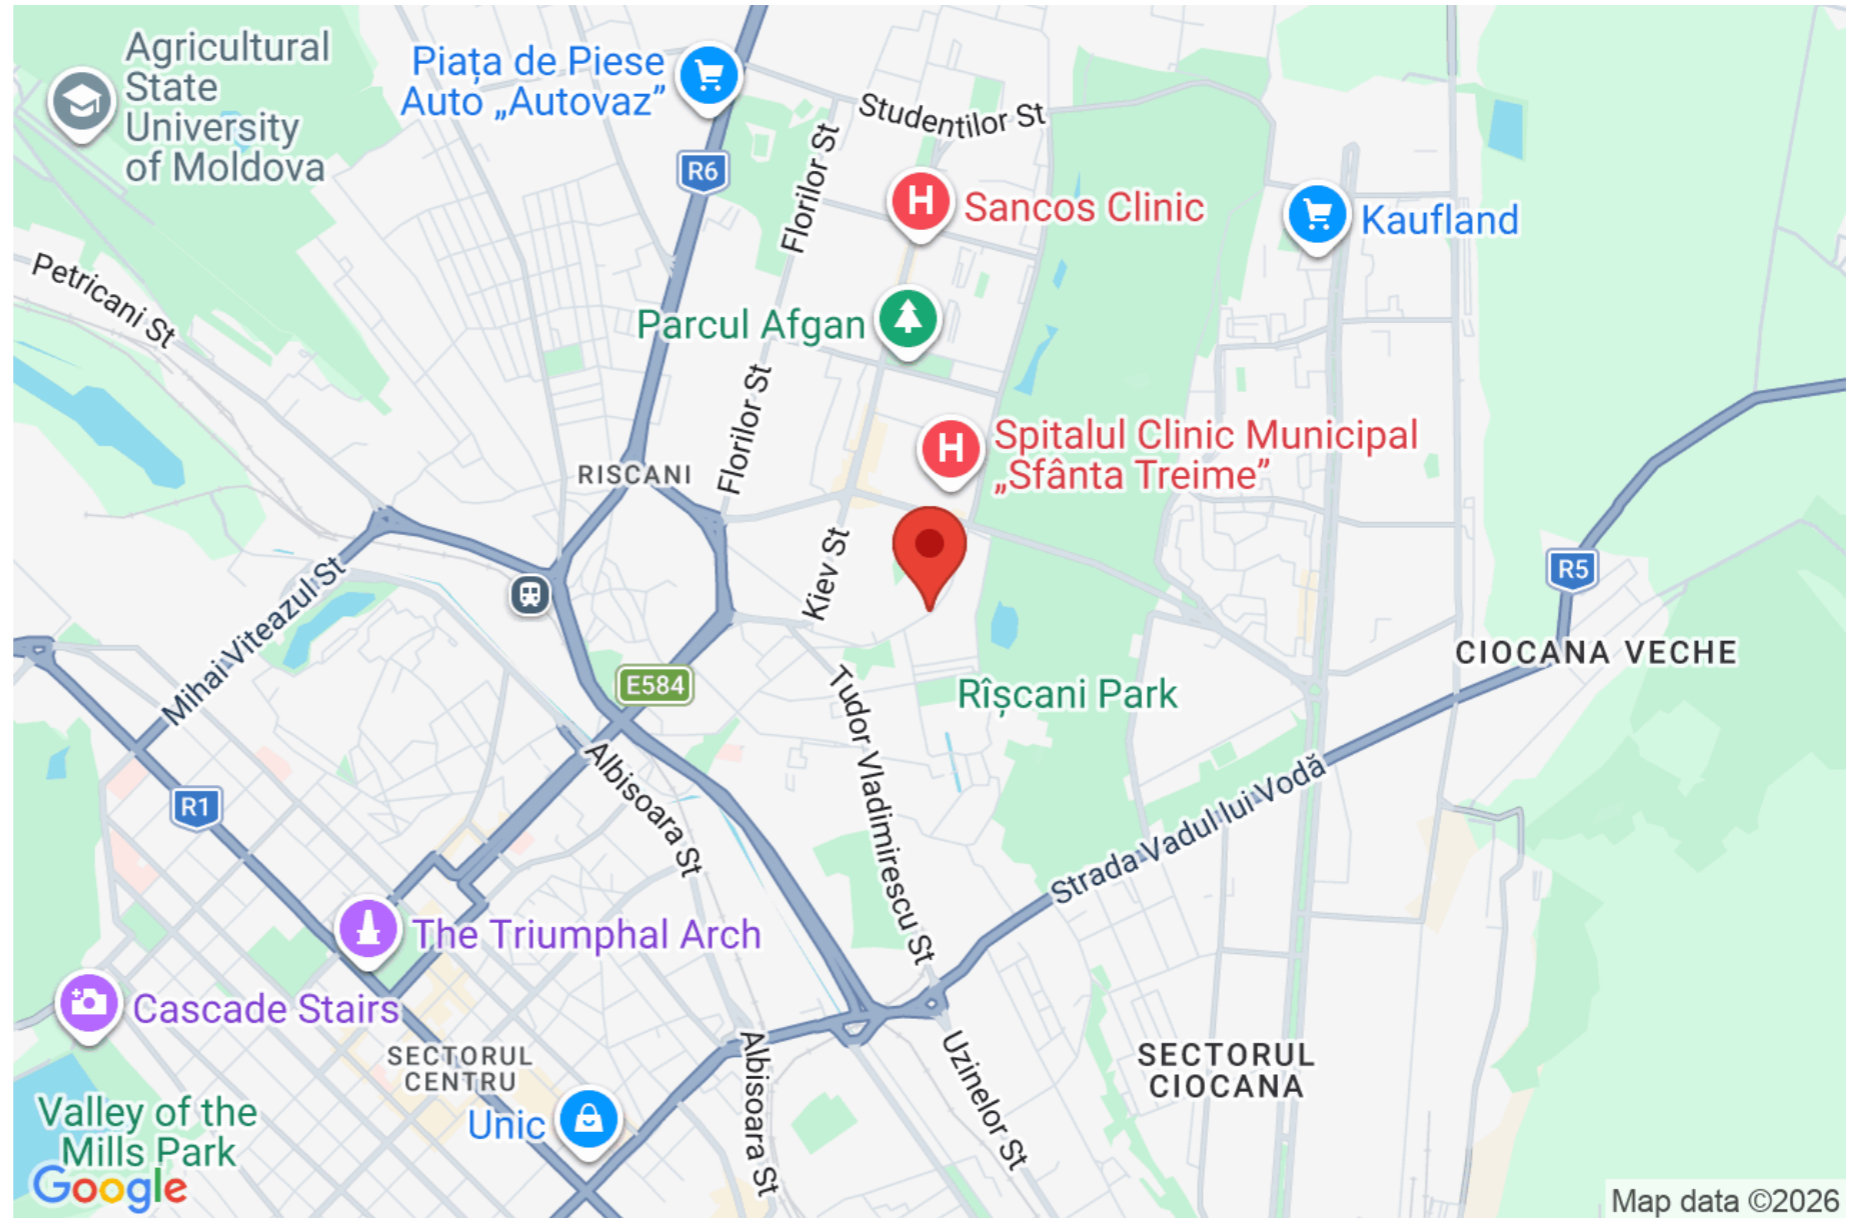 Agricultural
State
University
of Moldova
Piața de Piese
Auto „Autovaz”
Studentilor St
Florilor St
R6
Sancos Clinic
Kaufland
Petricani St
Parcul Afgan
Florilor St
Spitalul Clinic Municipal
„Sfânta Treime”
RISCANI
Kiev St
R5
Mihai Viteazul St
CIOCANA VECHE
E584
Rîșcani Park
Tudor Vladimirescu St
Albisoara St
R1
Strada Vadul lui Vodă
The Triumphal Arch
Cascade Stairs
SECTORUL
CENTRU
Albisoara St
Uzinelor St
SECTORUL
CIOCANA
Unic
Valley of the
Mills Park
Google
Map data ©2026